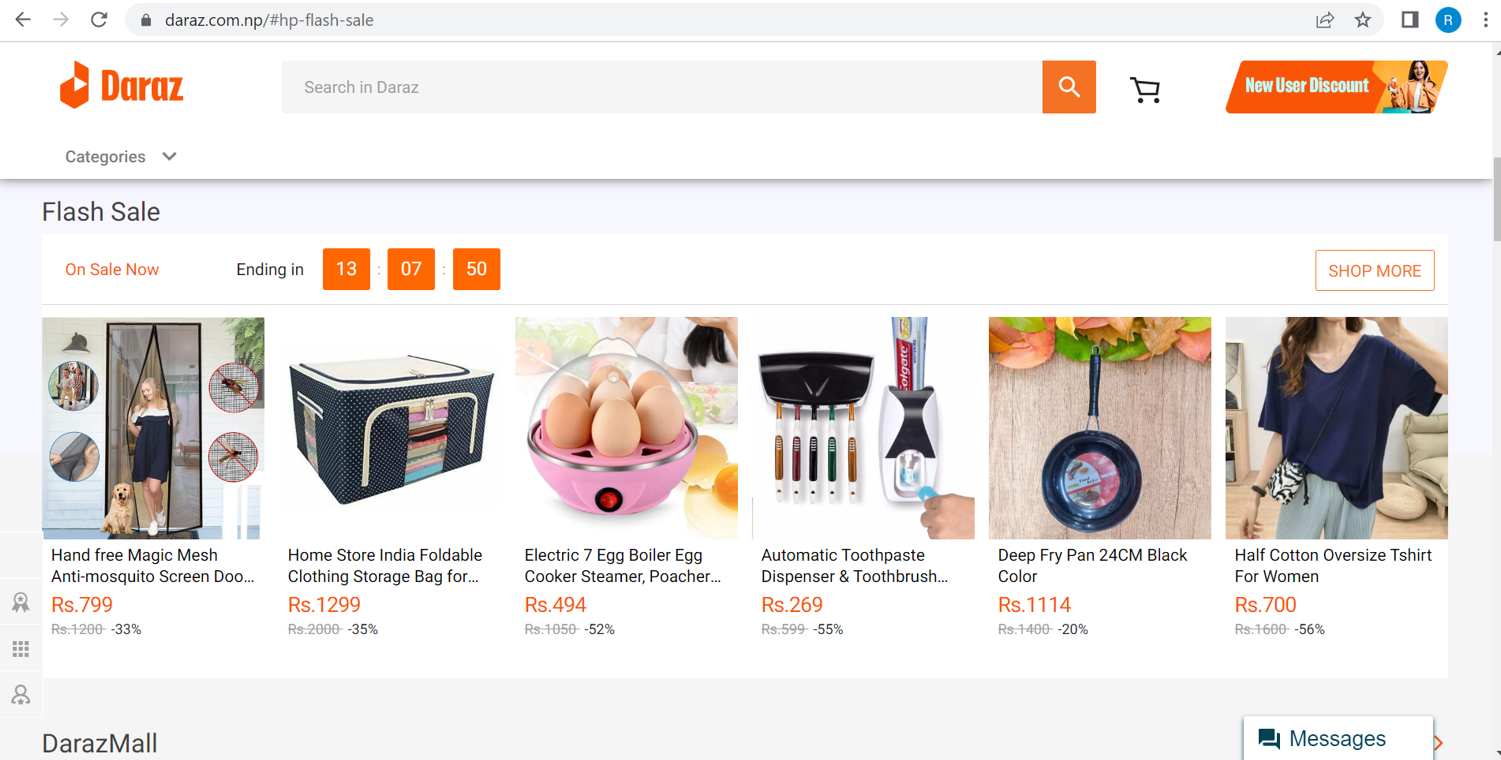 daraz.com.np/#hp-flash-sale
R
Daraz
Search in Daraz
New User Discount
Categories
Flash Sale
On Sale Now
Ending in 13 : 07 : 50
SHOP MORE
Colgate
Hand free Magic Mesh
Anti-mosquito Screen Doo...
Rs.799
Rs.1200 -33%
Home Store India Foldable
Clothing Storage Bag for...
Rs.1299
Rs.2000 -35%
Electric 7 Egg Boiler Egg
Cooker Steamer, Poacher...
Rs.494
Rs.1050 -52%
Automatic Toothpaste
Dispenser & Toothbrush...
Rs.269
Rs.599 -55%
Deep Fry Pan 24CM Black
Color
Rs.1114
Rs.1400 -20%
Half Cotton Oversize Tshirt
For Women
Rs.700
Rs.1600 -56%
DarazMall
Messages